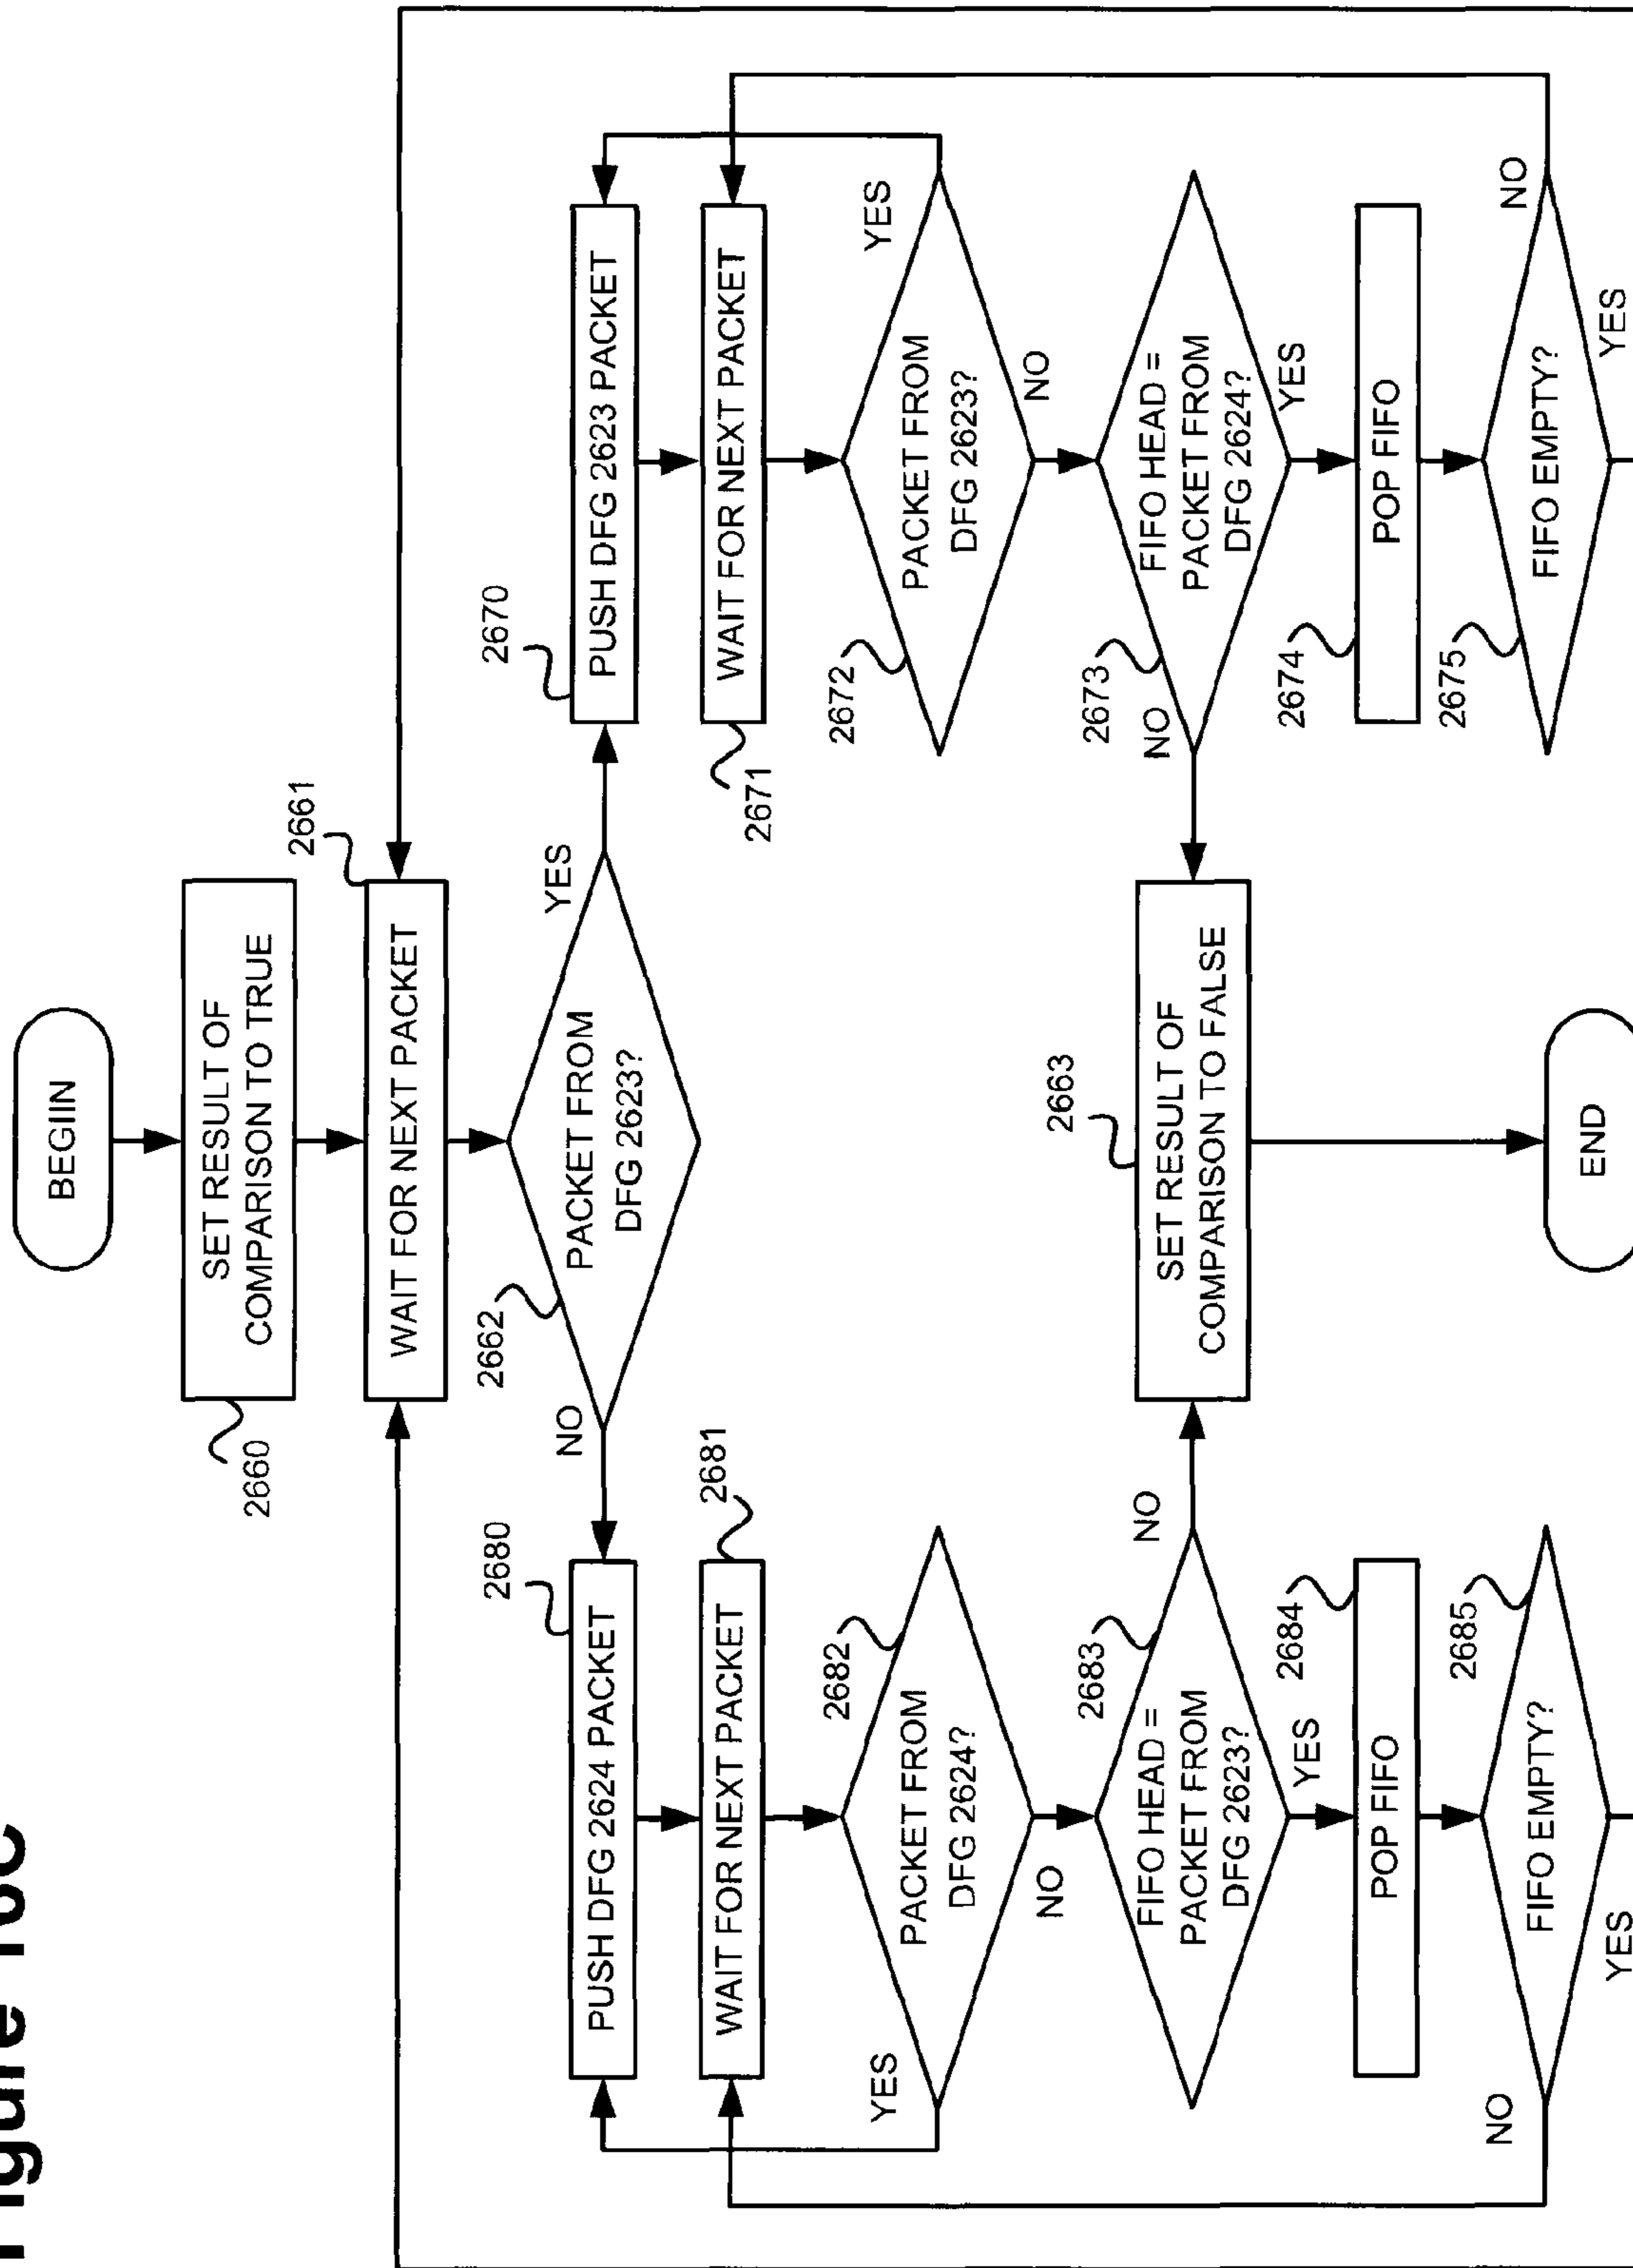 Figure
BEGIIN
SET RESULT OF
COMPARISON TO TRUE
2660
WAIT FOR NEXT PACKET
2661
PACKET FROM
DFG 2623?
2662
NO
YES
PUSH DFG 2624 PACKET
2680
WAIT FOR NEXT PACKET
2681
PACKET FROM
DFG 2624?
2682
YES
NO
FIFO HEAD =
PACKET FROM
DFG 2623?
2683
NO
YES
POP FIFO
2684
FIFO EMPTY?
2685
NO
YES
SET RESULT OF
COMPARISON TO FALSE
2663
END
PUSH DFG 2623 PACKET
2670
WAIT FOR NEXT PACKET
2671
PACKET FROM
DFG 2623?
2672
YES
NO
FIFO HEAD =
PACKET FROM
DFG 2624?
2673
NO
YES
POP FIFO
2674
FIFO EMPTY?
2675
NO
YES